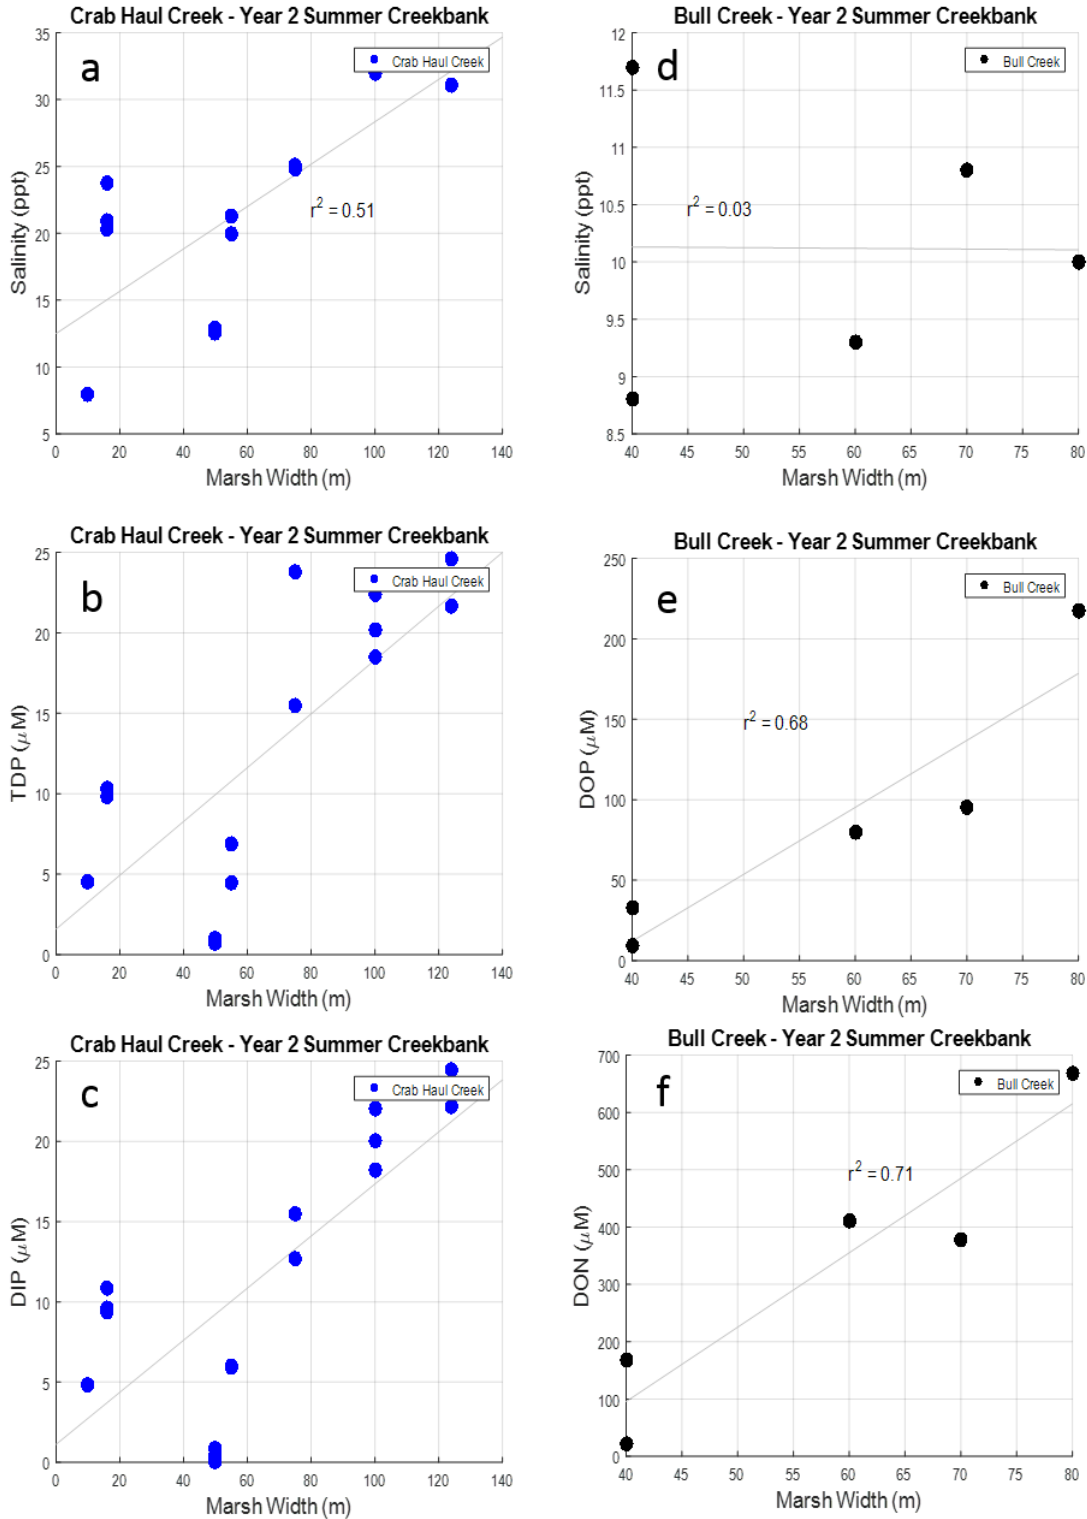 Crab Haul Creek - Year 2 Summer Creekbank
a
Crab Haul Creek
r² = 0.51
Salinity (ppt)
35
30
25
20
15
10
5
0 20 40 60 80 100 120 140
Marsh Width (m)
Bull Creek - Year 2 Summer Creekbank
d
Bull Creek
r² = 0.03
Salinity (ppt)
12
11.5
11
10.5
10
9.5
9
8.5
40 45 50 55 60 65 70 75 80
Marsh Width (m)
Crab Haul Creek - Year 2 Summer Creekbank
b
Crab Haul Creek
TDP (μM)
25
20
15
10
5
0
0 20 40 60 80 100 120 140
Marsh Width (m)
Bull Creek - Year 2 Summer Creekbank
e
Bull Creek
r² = 0.68
DOP (μM)
250
200
150
100
50
0
40 45 50 55 60 65 70 75 80
Marsh Width (m)
Crab Haul Creek - Year 2 Summer Creekbank
c
Crab Haul Creek
DIP (μM)
25
20
15
10
5
0
0 20 40 60 80 100 120 140
Marsh Width (m)
Bull Creek - Year 2 Summer Creekbank
f
Bull Creek
r² = 0.71
DON (μM)
700
600
500
400
300
200
100
0
40 45 50 55 60 65 70 75 80
Marsh Width (m)